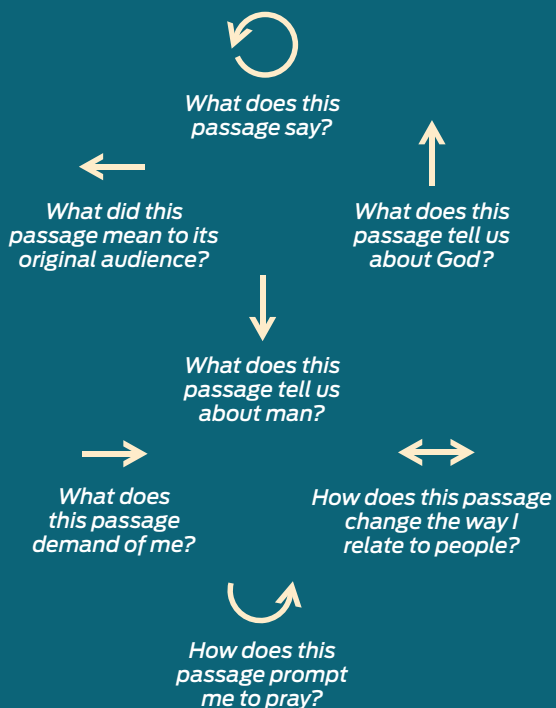 What does this
passage say?
What did this
passage mean to its
original audience?
What does this
passage tell us
about God?
What does this
passage tell us
about man?
What does
this passage
demand of me?
How does this passage
change the way I
relate to people?
How does this
passage prompt
me to pray?